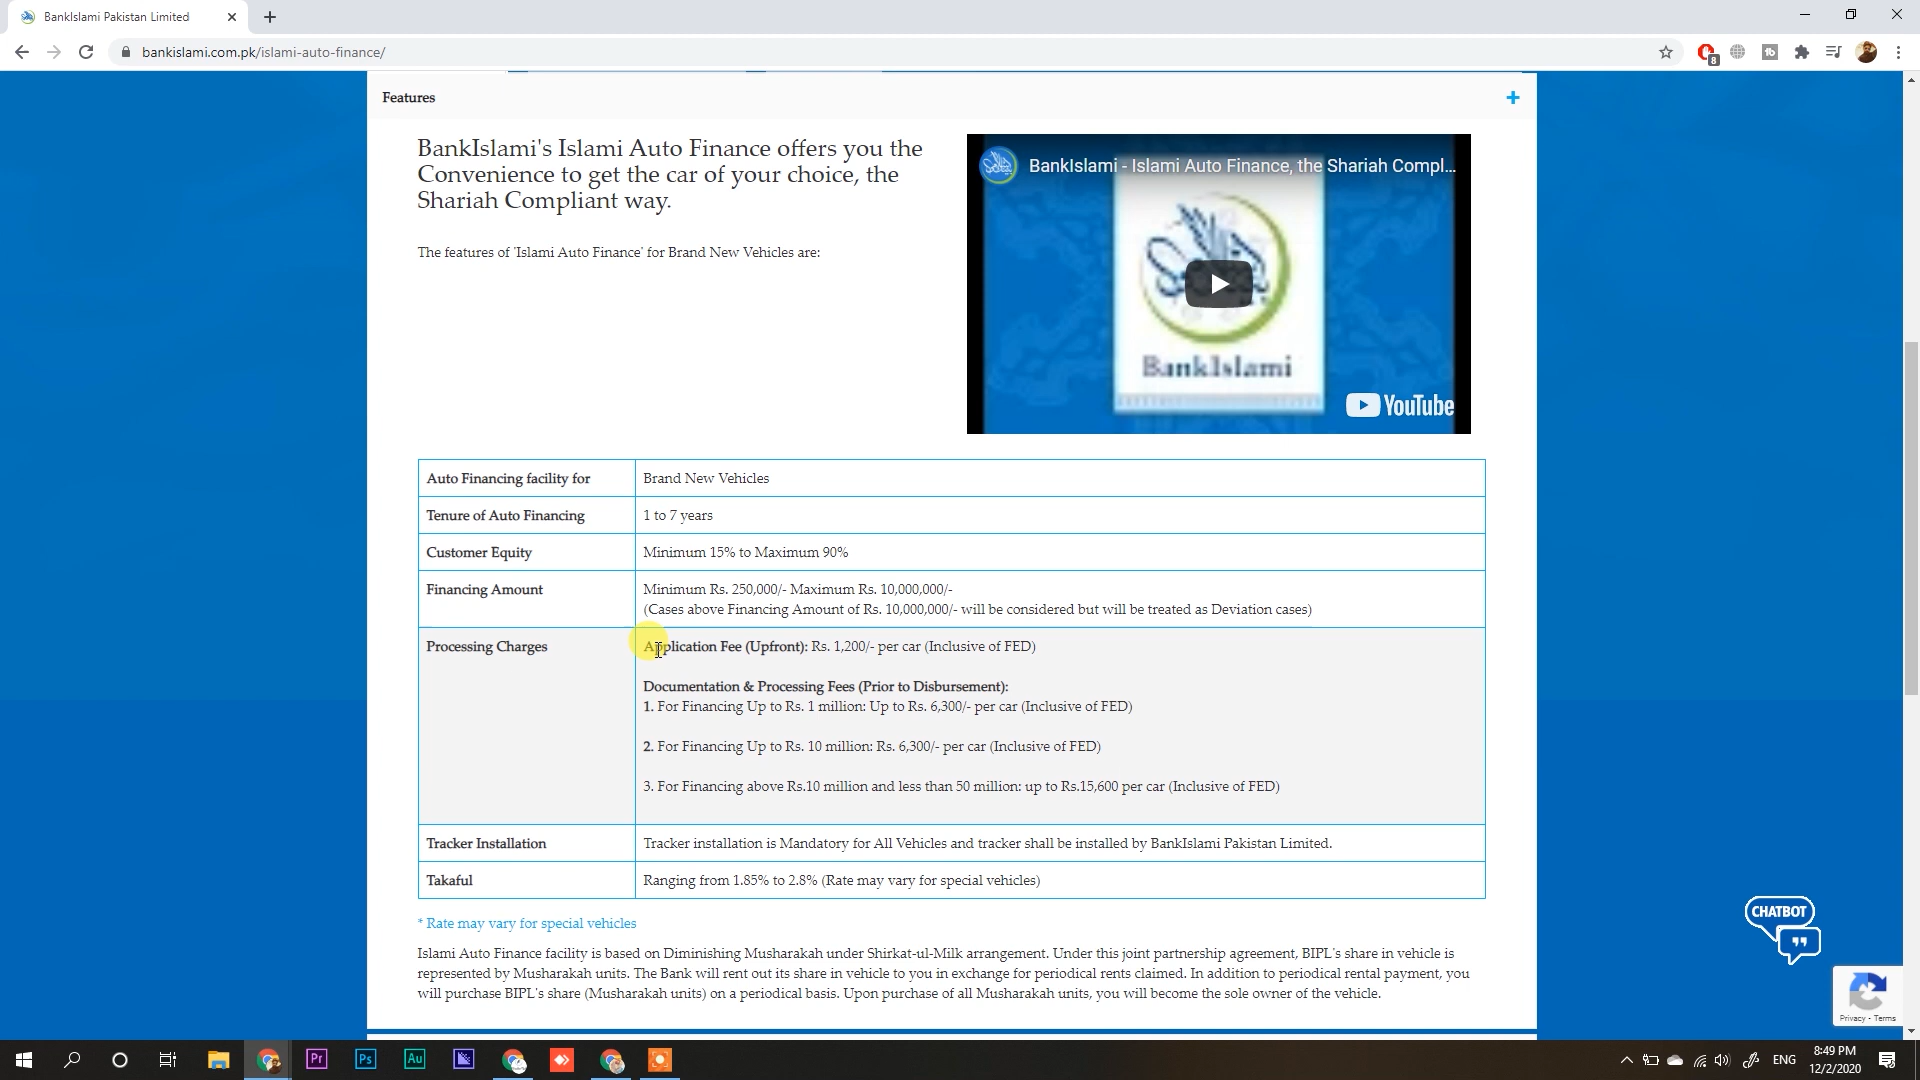 BankIslami Pakistan Limited
bankislami.com.pk/islami-auto-finance/
8
Features
BankIslami's Islami Auto Finance offers you the
Convenience to get the car of your choice, the
Shariah Compliant way.
The features of 'Islami Auto Finance' for Brand New Vehicles are:
BankIslami - Islami Auto Finance, the Shariah Compl...
BankIslami
YouTube
Auto Financing facility for Brand New Vehicles
Tenure of Auto Financing 1 to 7 years
Customer Equity Minimum 15% to Maximum 90%
Financing Amount Minimum Rs. 250,000/- Maximum Rs. 10,000,000/-
(Cases above Financing Amount of Rs. 10,000,000/- will be considered but will be treated as Deviation cases)
Processing Charges Application Fee (Upfront): Rs. 1,200/- per car (Inclusive of FED)
Documentation & Processing Fees (Prior to Disbursement):
1. For Financing Up to Rs. 1 million: Up to Rs. 6,300/- per car (Inclusive of FED)
2. For Financing Up to Rs. 10 million: Rs. 6,300/- per car (Inclusive of FED)
3. For Financing above Rs.10 million and less than 50 million: up to Rs.15,600 per car (Inclusive of FED)
Tracker Installation Tracker installation is Mandatory for All Vehicles and tracker shall be installed by BankIslami Pakistan Limited.
Takaful Ranging from 1.85% to 2.8% (Rate may vary for special vehicles)
* Rate may vary for special vehicles
Islami Auto Finance facility is based on Diminishing Musharakah under Shirkat-ul-Milk arrangement. Under this joint partnership agreement, BIPL's share in vehicle is
represented by Musharakah units. The Bank will rent out its share in vehicle to you in exchange for periodical rents claimed. In addition to periodical rental payment, you
will purchase BIPL's share (Musharakah units) on a periodical basis. Upon purchase of all Musharakah units, you will become the sole owner of the vehicle.
CHATBOT
Privacy - Terms
Pr
Ps
Au
ENG
8:49 PM
12/2/2020